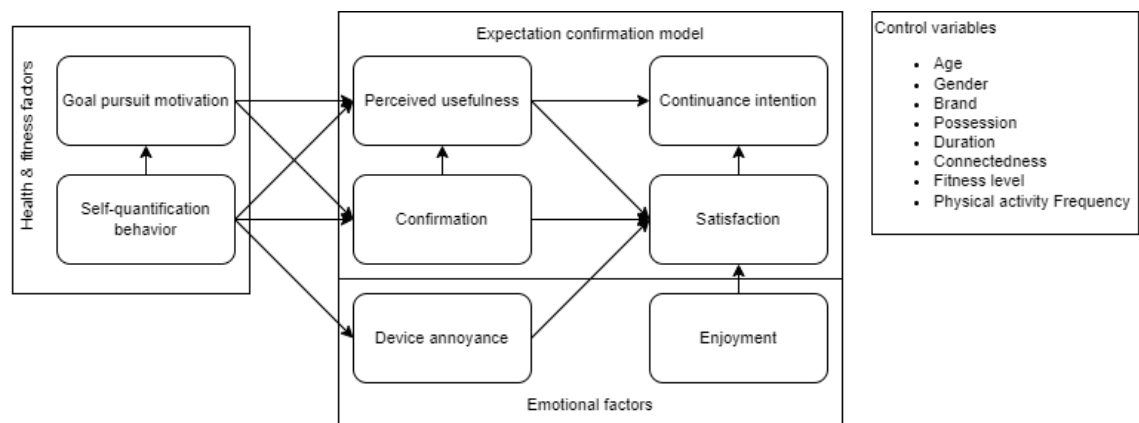 Health & fitness factors
Goal pursuit motivation
Self-quantification
behavior
Expectation confirmation model
Perceived usefulness
Continuance intention
Confirmation
Satisfaction
Device annoyance
Enjoyment
Emotional factors
Control variables
• Age
• Gender
• Brand
• Possession
• Duration
• Connectedness
• Fitness level
• Physical activity Frequency